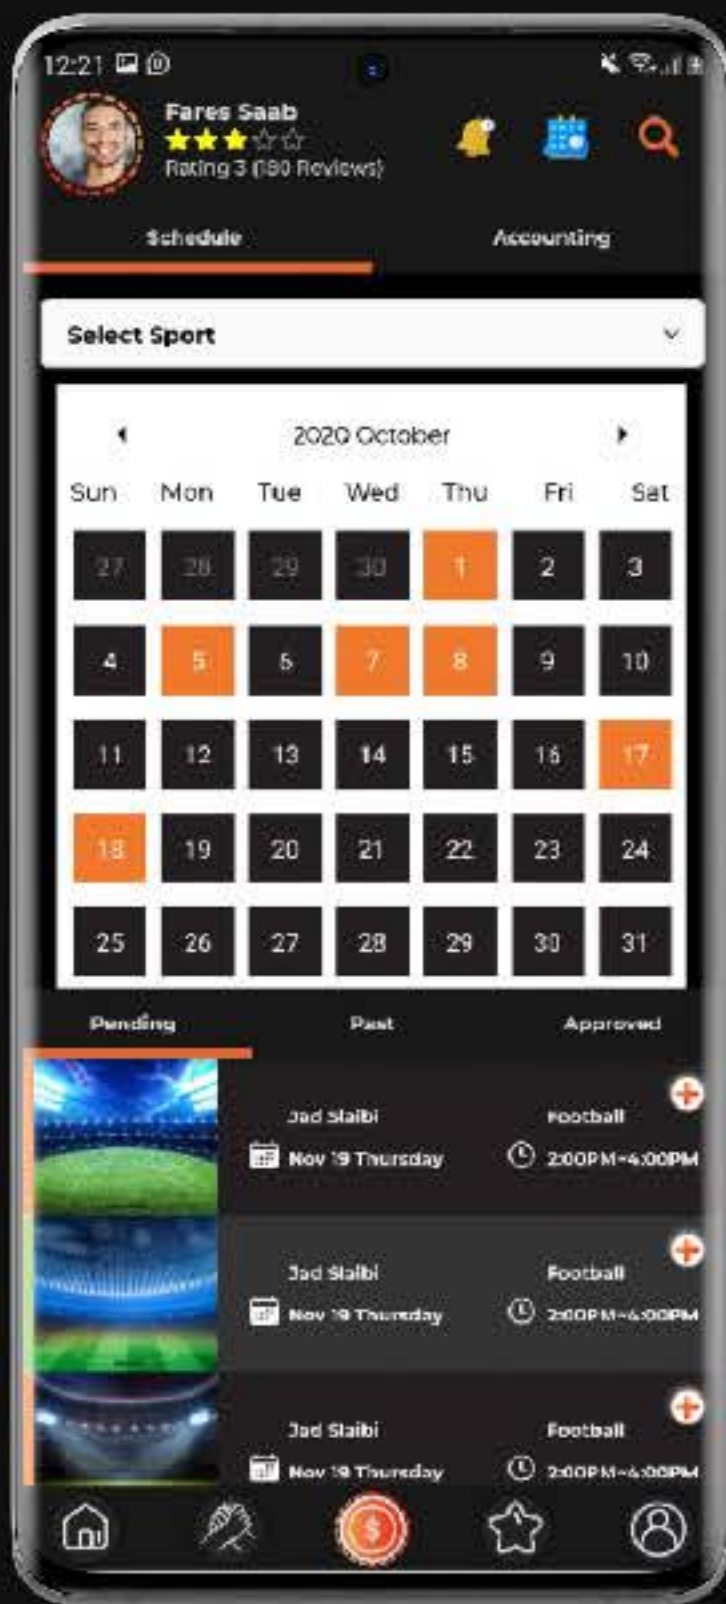 12:21
Fares Saab
Rating 3 (180 Reviews)
Schedule Accounting
Select Sport
2020 October
Sun Mon Tue Wed Thu Fri Sat
27 28 29 30 1 2 3
4 5 6 7 8 9 10
11 12 13 14 15 16 17
18 19 20 21 22 23 24
25 26 27 28 29 30 31
Pending Past Approved
Jad Slaibi Football
Nov 19 Thursday 2:00PM-4:00PM
Jad Slaibi Football
Nov 19 Thursday 2:00PM-4:00PM
Jad Slaibi Football
Nov 19 Thursday 2:00PM-4:00PM
$